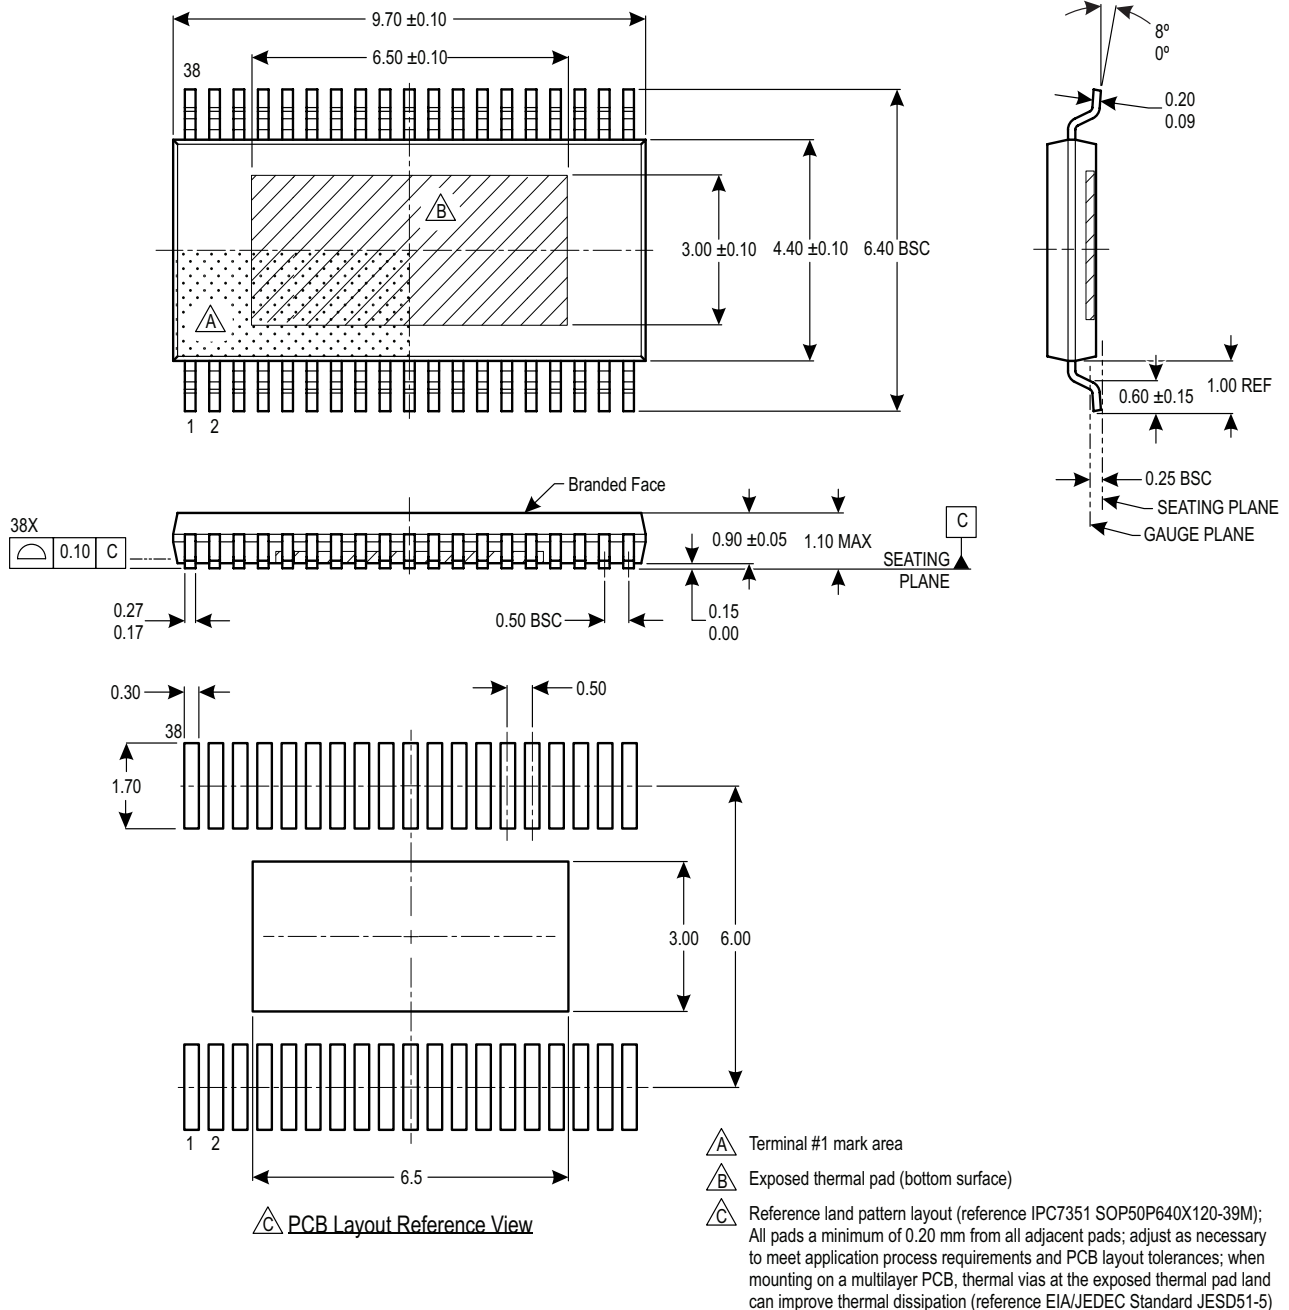 9.70 ±0.10
6.50 ±0.10
38
8º
0º
0.20
0.09
B
3.00 ±0.10
4.40 ±0.10
6.40 BSC
A
1 2
0.60 ±0.15
1.00 REF
0.25 BSC
SEATING PLANE
GAUGE PLANE
Branded Face
38X
0.10 C
0.90 ±0.05
1.10 MAX
C
SEATING
PLANE
0.27
0.17
0.50 BSC
0.15
0.00
0.30
0.50
38
1.70
3.00
6.00
1 2
6.5
C PCB Layout Reference View
A Terminal #1 mark area
B Exposed thermal pad (bottom surface)
C Reference land pattern layout (reference IPC7351 SOP50P640X120-39M);
All pads a minimum of 0.20 mm from all adjacent pads; adjust as necessary
to meet application process requirements and PCB layout tolerances; when
mounting on a multilayer PCB, thermal vias at the exposed thermal pad land
can improve thermal dissipation (reference EIA/JEDEC Standard JESD51-5)